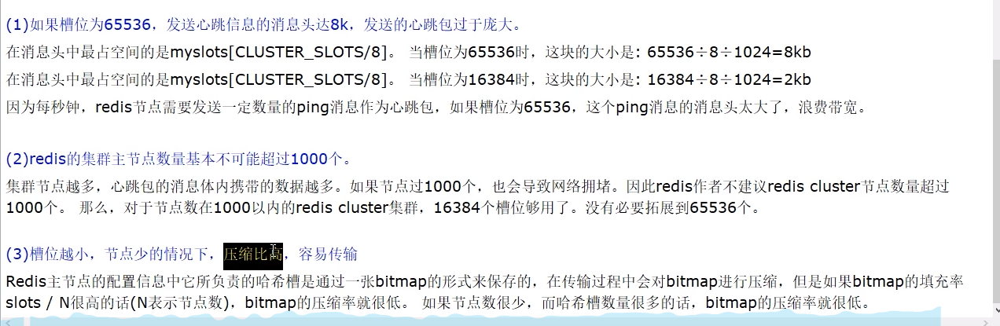 (1)如果槽位为65536，发送心跳信息的消息头达8k，发送的心跳包过于庞大。
在消息头中最占空间的是myslots[CLUSTER_SLOTS/8]。 当槽位为65536时，这块的大小是: 65536÷8÷1024=8kb
在消息头中最占空间的是myslots[CLUSTER_SLOTS/8]。 当槽位为16384时，这块的大小是: 16384÷8÷1024=2kb
因为每秒钟，redis节点需要发送一定数量的ping消息作为心跳包，如果槽位为65536，这个ping消息的消息头太大了，浪费带宽。
(2)redis的集群主节点数量基本不可能超过1000个。
集群节点越多，心跳包的消息体内携带的数据越多。如果节点过1000个，也会导致网络拥堵。因此redis作者不建议redis cluster节点数量超过
1000个。 那么，对于节点数在1000以内的redis cluster集群，16384个槽位够用了。没有必要拓展到65536个。
(3)槽位越小，节点少的情况下，压缩比高，容易传输
Redis主节点的配置信息中它所负责的哈希槽是通过一张bitmap的形式来保存的，在传输过程中会对bitmap进行压缩，但是如果bitmap的填充率
slots / N很高的话(N表示节点数)，bitmap的压缩率就很低。 如果节点数很少，而哈希槽数量很多的话，bitmap的压缩率就很低。